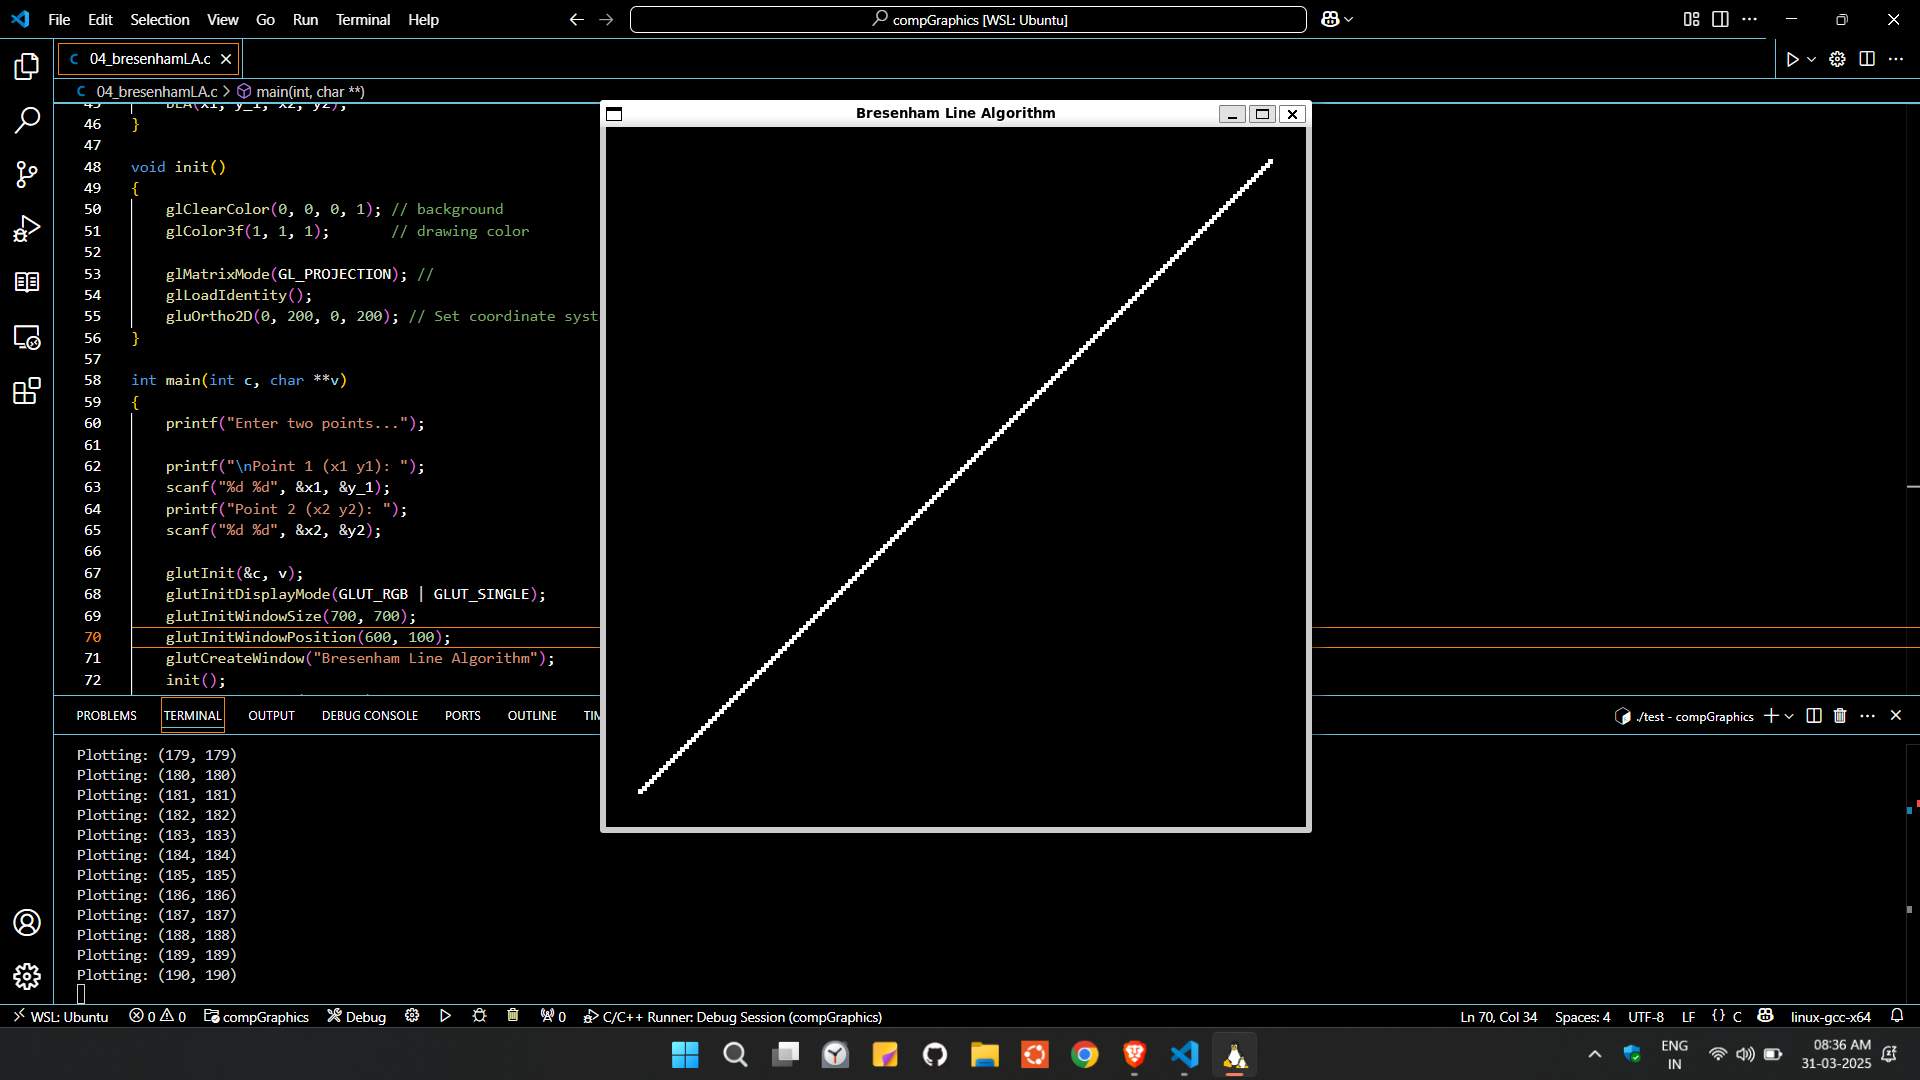 File Edit Selection View Go Run Terminal Help
compGraphics [WSL: Ubuntu]
C 04_bresenhamLA.c
C 04_bresenhamLA.c > main(int, char **)
45 BLA(x1, y_1, x2, y2);
46 }
47
48 void init()
49 {
50 glClearColor(0, 0, 0, 1); // background
51 glColor3f(1, 1, 1); // drawing color
52
53 glMatrixMode(GL_PROJECTION); //
54 glLoadIdentity();
55 gluOrtho2D(0, 200, 0, 200); // Set coordinate syst
56 }
57
58 int main(int c, char **v)
59 {
60 printf("Enter two points...");
61
62 printf("\nPoint 1 (x1 y1): ");
63 scanf("%d %d", &x1, &y_1);
64 printf("Point 2 (x2 y2): ");
65 scanf("%d %d", &x2, &y2);
66
67 glutInit(&c, v);
68 glutInitDisplayMode(GLUT_RGB | GLUT_SINGLE);
69 glutInitWindowSize(700, 700);
70 glutInitWindowPosition(600, 100);
71 glutCreateWindow("Bresenham Line Algorithm");
72 init();
Bresenham Line Algorithm
PROBLEMS TERMINAL OUTPUT DEBUG CONSOLE PORTS OUTLINE TIM
./test - compGraphics
Plotting: (179, 179)
Plotting: (180, 180)
Plotting: (181, 181)
Plotting: (182, 182)
Plotting: (183, 183)
Plotting: (184, 184)
Plotting: (185, 185)
Plotting: (186, 186)
Plotting: (187, 187)
Plotting: (188, 188)
Plotting: (189, 189)
Plotting: (190, 190)
WSL: Ubuntu 0 0 compGraphics Debug 0 C/C++ Runner: Debug Session (compGraphics) Ln 70, Col 34 Spaces: 4 UTF-8 LF {} C linux-gcc-x64
ENG
IN
08:36 AM
31-03-2025